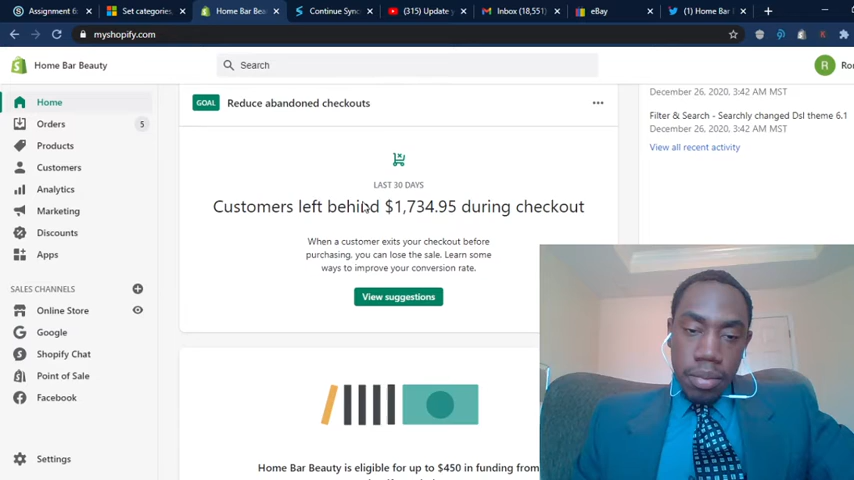 Assignment 6:
Set categories,
Home Bar Bea
Continue Sync
(315) Update y
Inbox (18,551)
eBay
(1) Home Bar
myshopify.com
Home Bar Beauty
Search
R
Ror
Home
Orders
5
Products
Customers
Analytics
Marketing
Discounts
Apps
SALES CHANNELS
Online Store
Google
Shopify Chat
Point of Sale
Facebook
Settings
GOAL
Reduce abandoned checkouts
LAST 30 DAYS
Customers left behind $1,734.95 during checkout
When a customer exits your checkout before
purchasing, you can lose the sale. Learn some
ways to improve your conversion rate.
View suggestions
Home Bar Beauty is eligible for up to $450 in funding from
December 26, 2020, 3:42 AM MST
Filter & Search - Searchly changed Dsl theme 6.1
December 26, 2020, 3:42 AM MST
View all recent activity